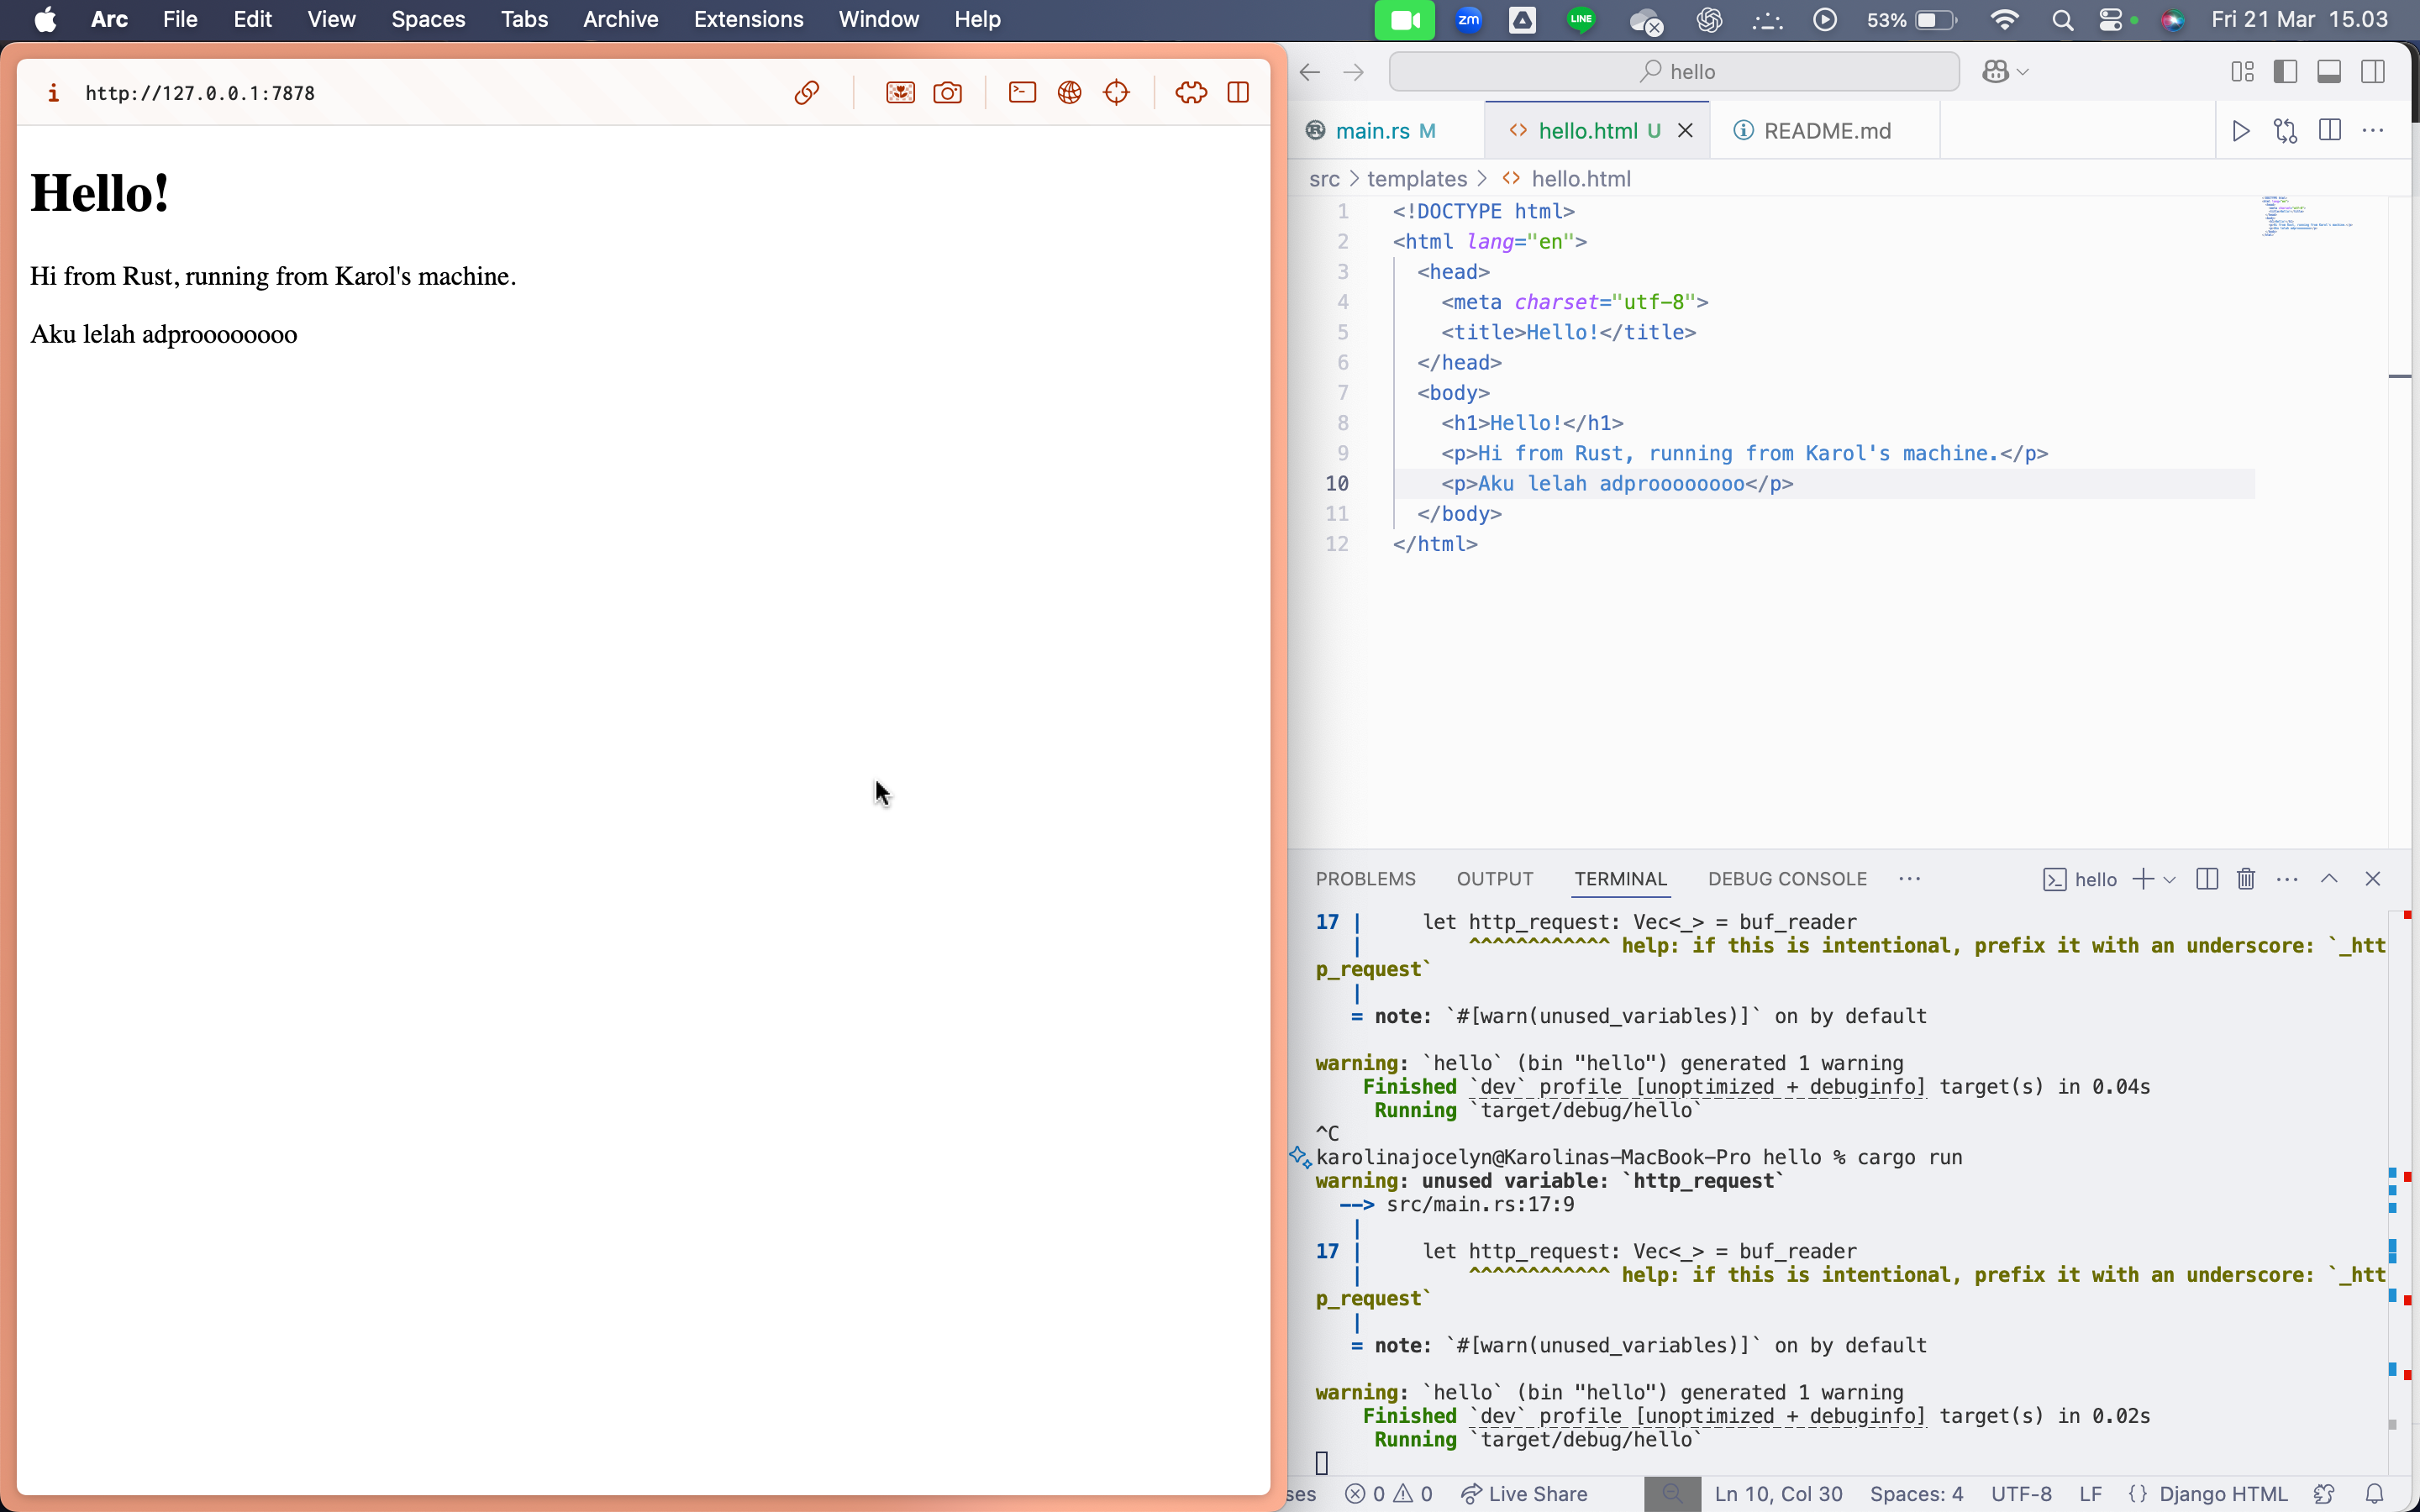 Arc File Edit View Spaces Tabs Archive Extensions Window Help zm LINE 53% Fri 21 Mar 15.03
http://127.0.0.1:7878
Hello!
Hi from Rust, running from Karol's machine.
Aku lelah adproooooooo
hello
main.rs M hello.html U README.md
src > templates > hello.html
1 <!DOCTYPE html>
2 <html lang="en">
3 <head>
4 <meta charset="utf-8">
5 <title>Hello!</title>
6 </head>
7 <body>
8 <h1>Hello!</h1>
9 <p>Hi from Rust, running from Karol's machine.</p>
10 <p>Aku lelah adproooooooo</p>
11 </body>
12 </html>
PROBLEMS OUTPUT TERMINAL DEBUG CONSOLE ... hello
17 | let http_request: Vec<_> = buf_reader
| ^^^^^^^^^^^^ help: if this is intentional, prefix it with an underscore: `_htt
p_request`
|
= note: `#[warn(unused_variables)]` on by default
warning: `hello` (bin "hello") generated 1 warning
Finished `dev` profile [unoptimized + debuginfo] target(s) in 0.04s
Running `target/debug/hello`
^C
karolinajocelyn@Karolinas-MacBook-Pro hello % cargo run
warning: unused variable: `http_request`
--> src/main.rs:17:9
|
17 | let http_request: Vec<_> = buf_reader
| ^^^^^^^^^^^^ help: if this is intentional, prefix it with an underscore: `_htt
p_request`
|
= note: `#[warn(unused_variables)]` on by default
warning: `hello` (bin "hello") generated 1 warning
Finished `dev` profile [unoptimized + debuginfo] target(s) in 0.02s
Running `target/debug/hello`
ses 0 0 Live Share Ln 10, Col 30 Spaces: 4 UTF-8 LF {} Django HTML